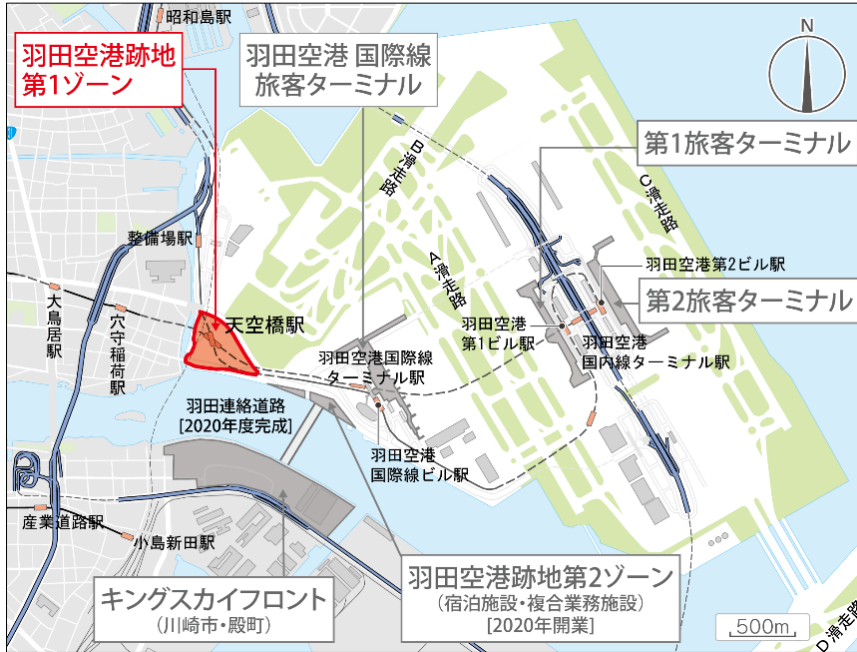 昭和島駅
羽田空港跡地
第1ゾーン
羽田空港 国際線
旅客ターミナル
N
第1旅客ターミナル
B滑走路
C滑走路
A滑走路
整備場駅
羽田空港第2ビル駅
第2旅客ターミナル
大鳥居駅
穴守稲荷駅
天空橋駅
羽田空港
第1ビル駅
羽田空港
国内線ターミナル駅
羽田空港国際線
ターミナル駅
羽田連絡道路
[2020年度完成]
羽田空港
国際線ビル駅
産業道路駅
小島新田駅
キングスカイフロント
(川崎市・殿町)
羽田空港跡地第2ゾーン
(宿泊施設・複合業務施設)
[2020年開業]
500m
D滑走路